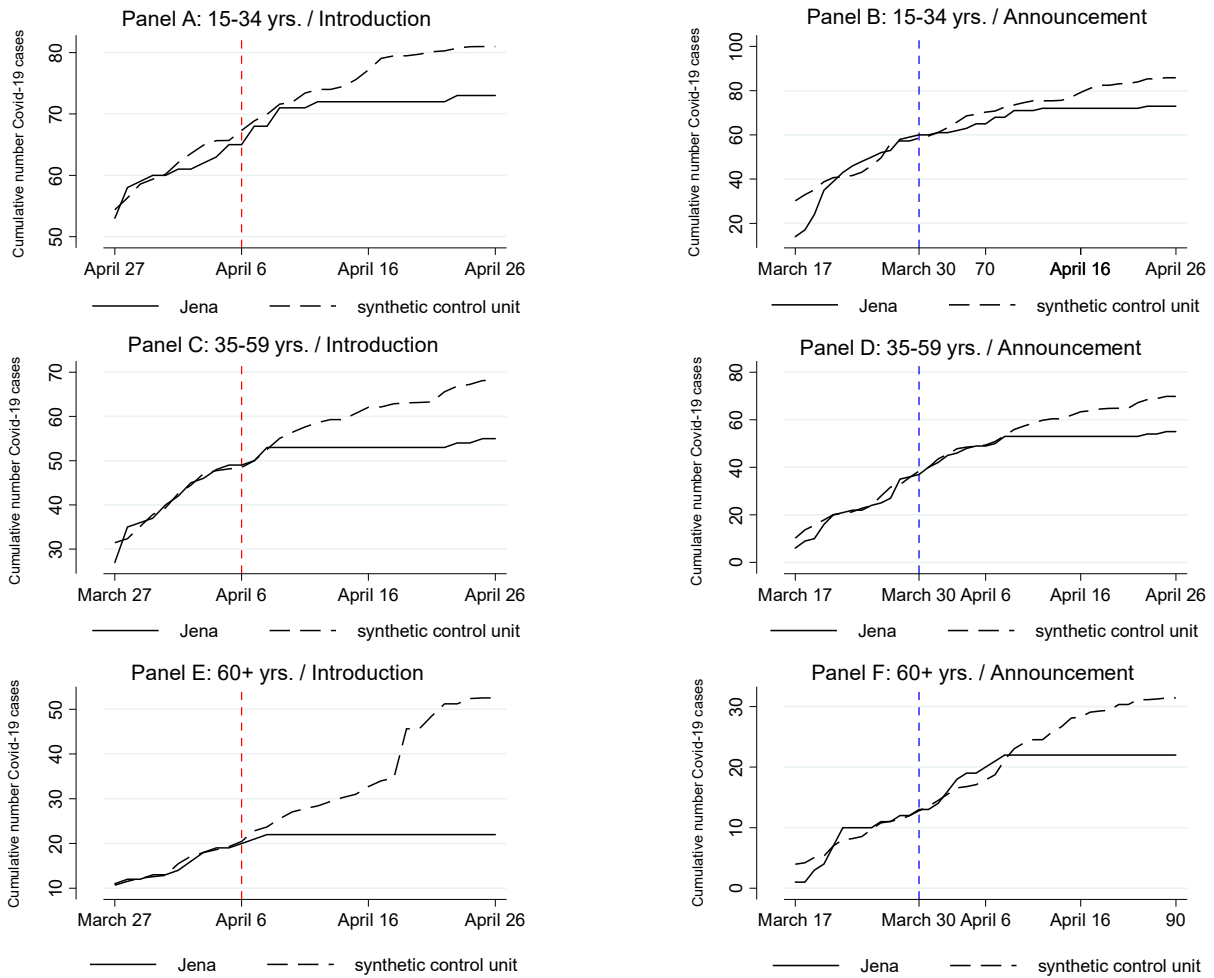 Panel A: 15-34 yrs. / Introduction
Cumulative number Covid-19 cases
80
70
60
50
April 27 April 6 April 16 April 26
Jena synthetic control unit
Panel B: 15-34 yrs. / Announcement
Cumulative number Covid-19 cases
100
80
60
40
20
March 17 March 30 70 April 16 April 26
Jena synthetic control unit
Panel C: 35-59 yrs. / Introduction
Cumulative number Covid-19 cases
70
60
50
40
30
March 27 April 6 April 16 April 26
Jena synthetic control unit
Panel D: 35-59 yrs. / Announcement
Cumulative number Covid-19 cases
80
60
40
20
0
March 17 March 30 April 6 April 16 April 26
Jena synthetic control unit
Panel E: 60+ yrs. / Introduction
Cumulative number Covid-19 cases
50
40
30
20
10
March 27 April 6 April 16 April 26
Jena synthetic control unit
Panel F: 60+ yrs. / Announcement
Cumulative number Covid-19 cases
30
20
10
0
March 17 March 30 April 6 April 16 90
Jena synthetic control unit